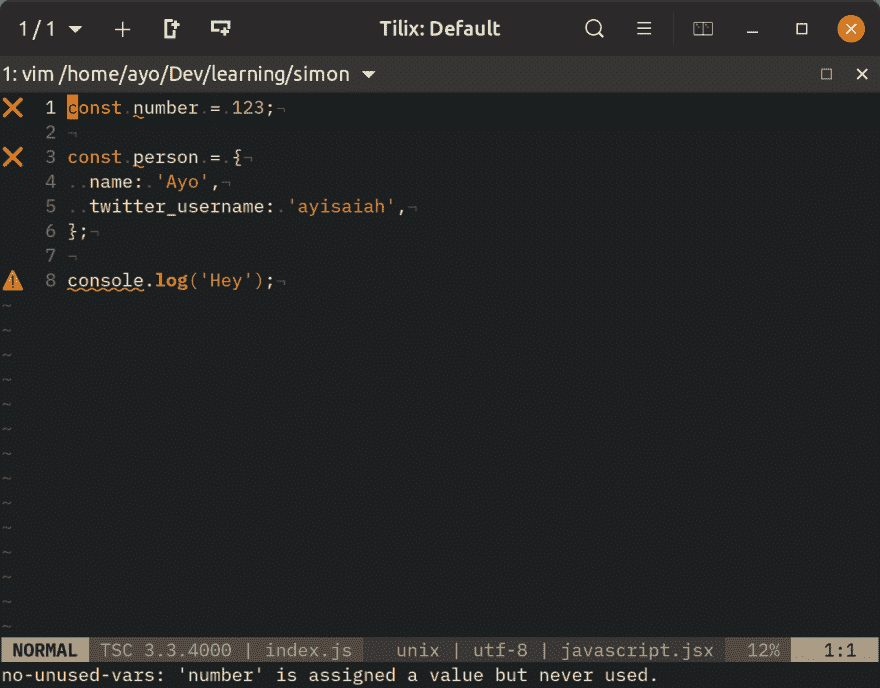 1 / 1 Tilix: Default
1: vim /home/ayo/Dev/learning/simon
1 const number = 123;¬
2 ¬
3 const person = {¬
4 ..name: 'Ayo',¬
5 ..twitter_username: 'ayisaiah',¬
6 };¬
7 ¬
8 console.log('Hey');¬
~
~
~
~
~
~
~
~
~
~
~
~
~
~
NORMAL TSC 3.3.4000 | index.js unix | utf-8 | javascript.jsx 12% 1:1
no-unused-vars: 'number' is assigned a value but never used.